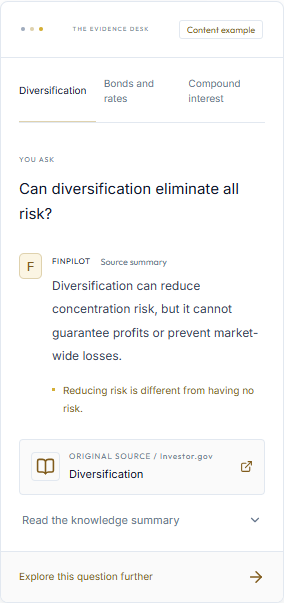 THE EVIDENCE DESK
Content example
Diversification
Bonds and
rates
Compound
interest
YOU ASK
Can diversification eliminate all
risk?
F
FINPILOT Source summary
Diversification can reduce
concentration risk, but it cannot
guarantee profits or prevent market-
wide losses.
Reducing risk is different from having no
risk.
ORIGINAL SOURCE / Investor.gov
Diversification
Read the knowledge summary
Explore this question further